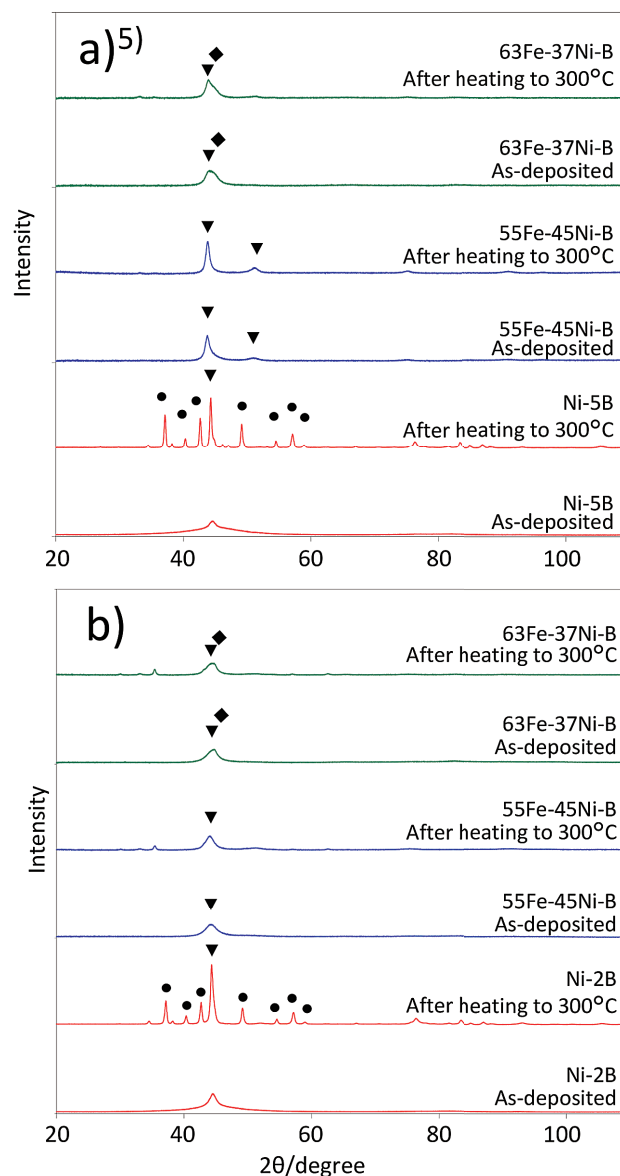 a)5)
63Fe-37Ni-B
After heating to 300°C
63Fe-37Ni-B
As-deposited
55Fe-45Ni-B
After heating to 300°C
55Fe-45Ni-B
As-deposited
Ni-5B
After heating to 300°C
Ni-5B
As-deposited
Intensity
20 40 60 80 100
b)
63Fe-37Ni-B
After heating to 300°C
63Fe-37Ni-B
As-deposited
55Fe-45Ni-B
After heating to 300°C
55Fe-45Ni-B
As-deposited
Ni-2B
After heating to 300°C
Ni-2B
As-deposited
Intensity
20 40 60 80 100
2θ/degree